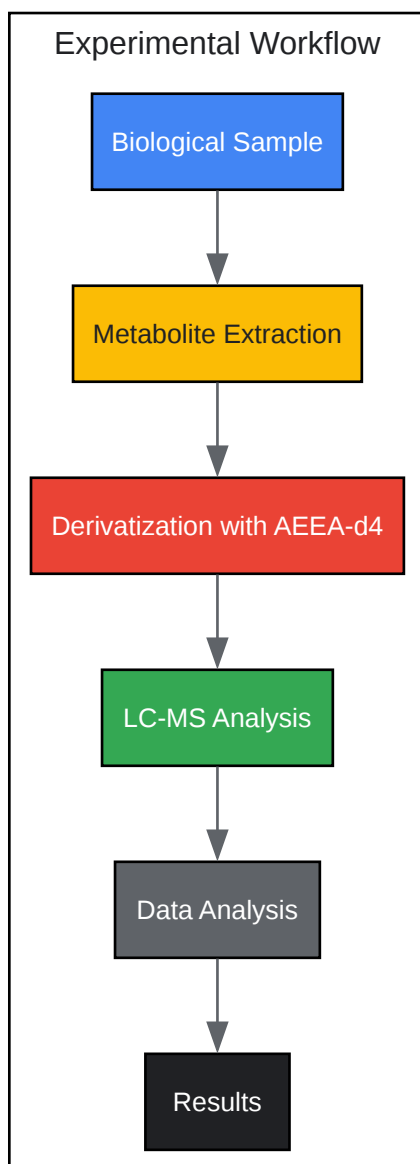 Experimental Workflow
Biological Sample
Metabolite Extraction
Derivatization with AEEA-d4
LC-MS Analysis
Data Analysis
Results